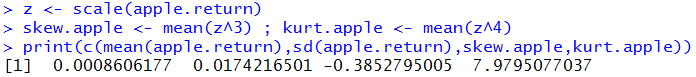 > z <- scale(apple.return)
> skew.apple <- mean(z^3) ; kurt.apple <- mean(z^4)
> print(c(mean(apple.return),sd(apple.return),skew.apple,kurt.apple))
[1]  0.0008606177  0.0174216501 -0.3852795005  7.9795077037